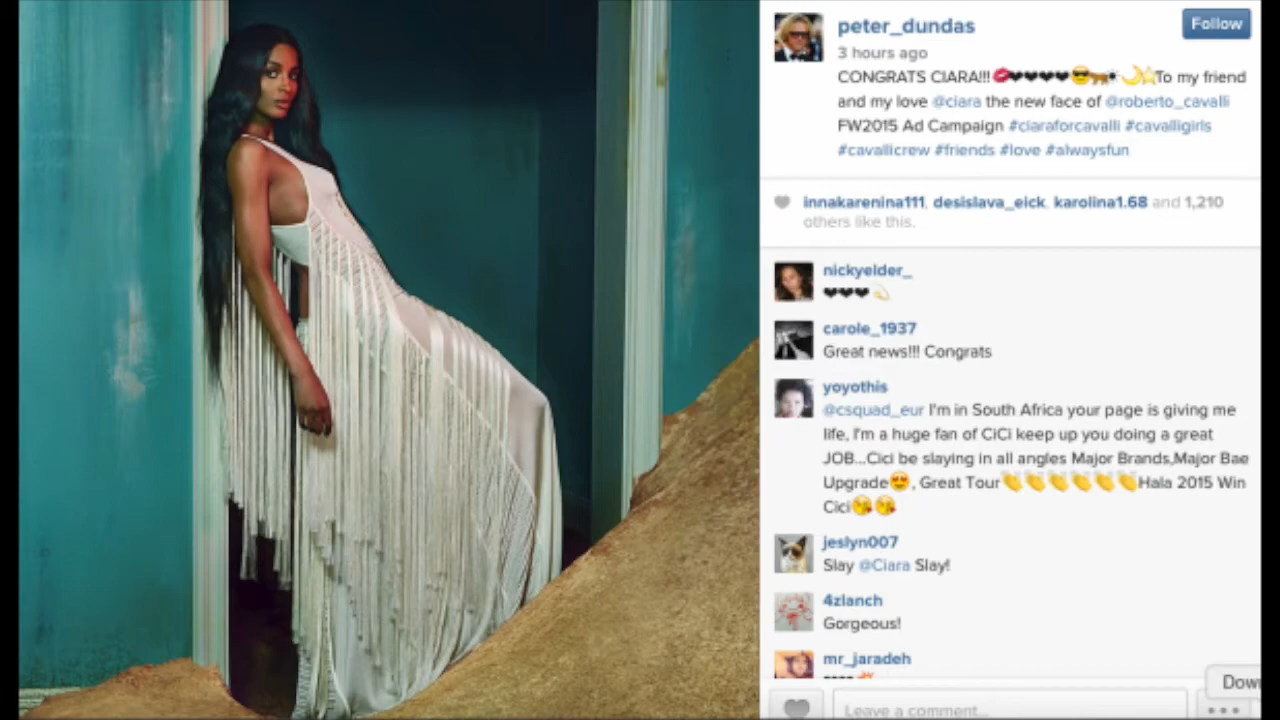 peter_dundas
Follow
3 hours ago
CONGRATS CIARA!!! 💋❤❤❤❤😎🐅☀🌙⭐To my friend
and my love @ciara the new face of @roberto_cavalli
FW2015 Ad Campaign #ciaraforcavalli #cavalligirls
#cavallicrew #friends #love #alwaysfun
innakarenina111, desislava_eick, karolina1.68 and 1,210
others like this.
nickyelder_
❤❤❤💫
carole_1937
Great news!!! Congrats
yoyothis
@csquad_eur I'm in South Africa your page is giving me
life, I'm a huge fan of CiCi keep up you doing a great
JOB...Cici be slaying in all angles Major Brands,Major Bae
Upgrade😍, Great Tour👏👏👏👏👏👏Hala 2015 Win
Cici😘😘
jeslyn007
Slay @Ciara Slay!
4zlanch
Gorgeous!
mr_jaradeh
Leave a comment...